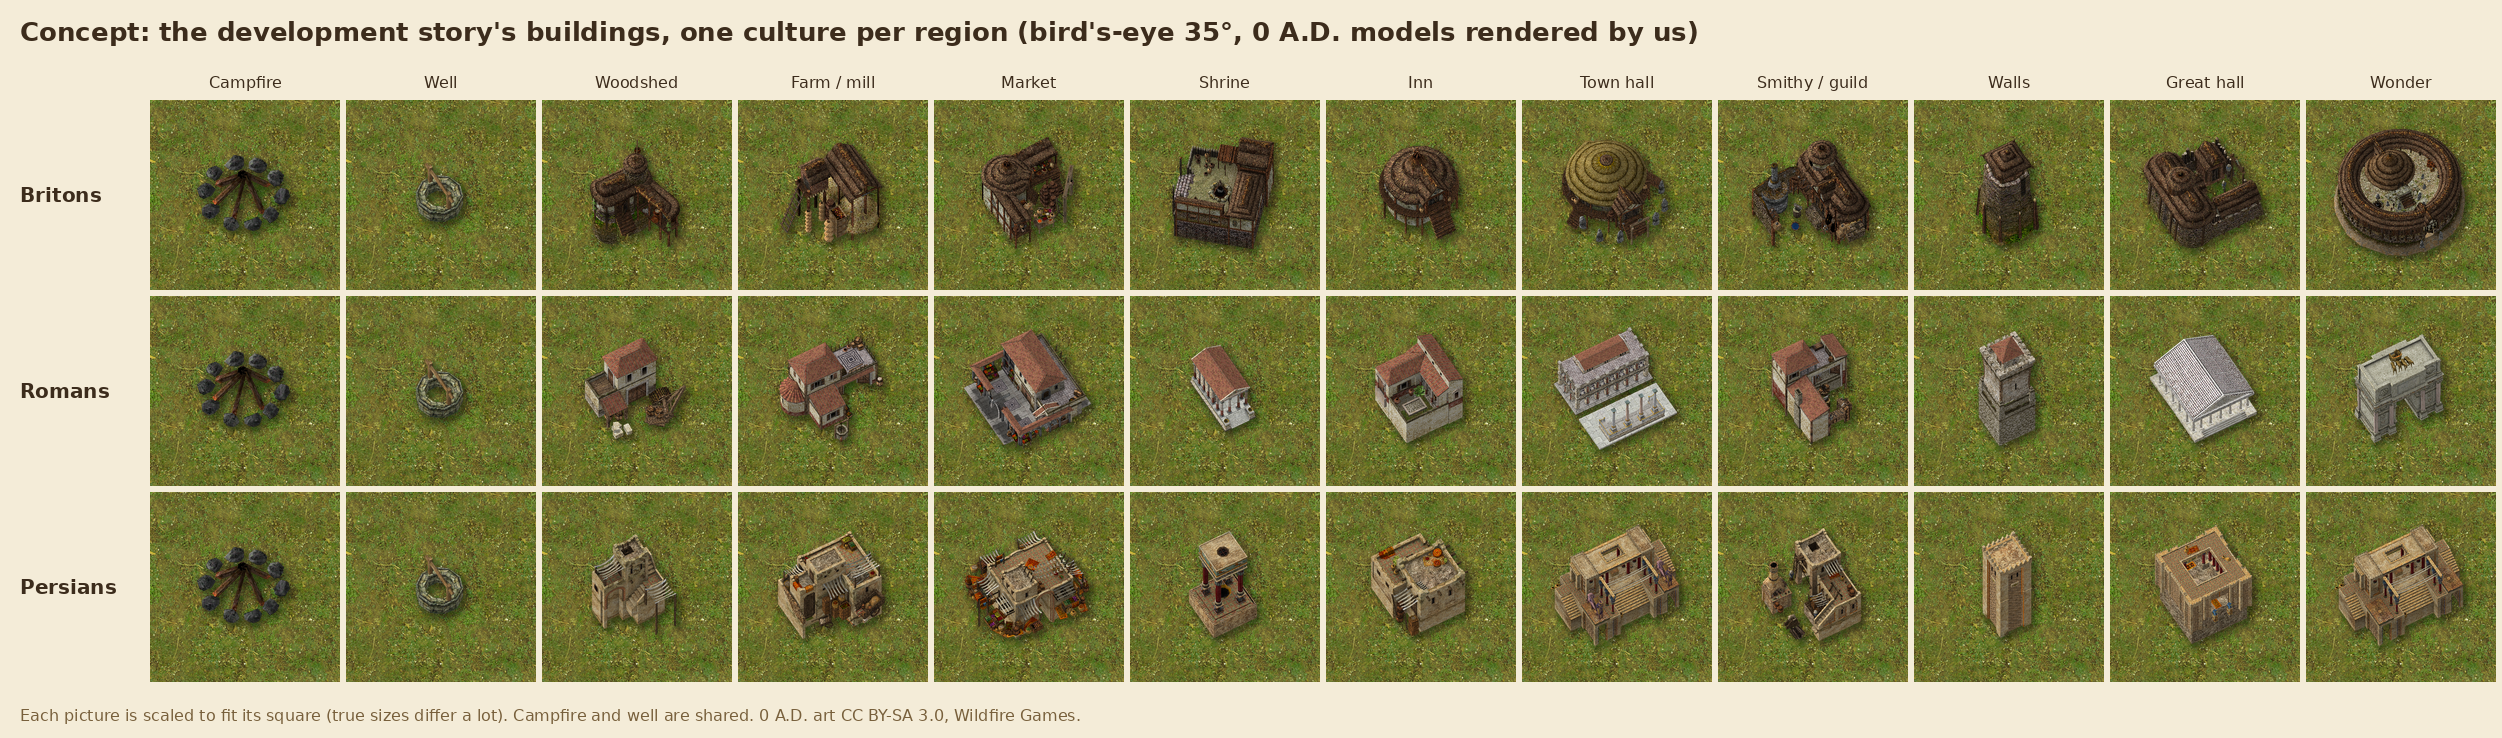 Concept: the development story's buildings, one culture per region (bird's-eye 35°, 0 A.D. models rendered by us)
Campfire Well Woodshed Farm / mill Market Shrine Inn Town hall Smithy / guild Walls Great hall Wonder
Britons
Romans
Persians
Each picture is scaled to fit its square (true sizes differ a lot). Campfire and well are shared. 0 A.D. art CC BY-SA 3.0, Wildfire Games.